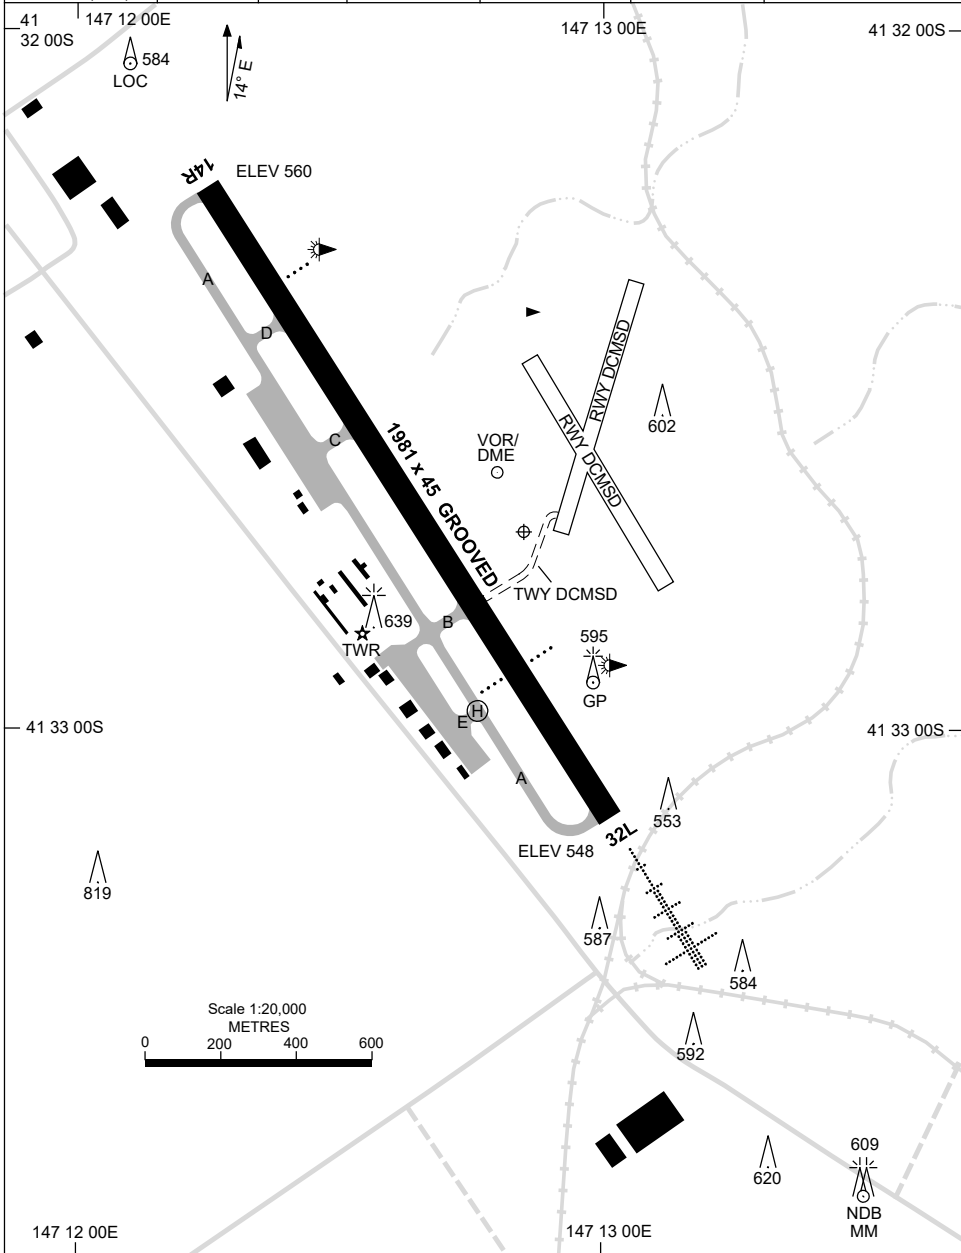 41
147 12 00E
147 13 00E
32 00S
41 32 00S
584
LOC
14° E
14R
ELEV 560
A
D
RWY DCMSD
RWY DCMSD
602
C
1981 x 45 GROOVED
VOR/
DME
TWY DCMSD
639
TWR
B
595
GP
H
E
41 33 00S
41 33 00S
A
553
32L
ELEV 548
819
587
584
Scale 1:20,000
METRES
0 200 400 600
592
609
620
NDB
MM
147 12 00E
147 13 00E